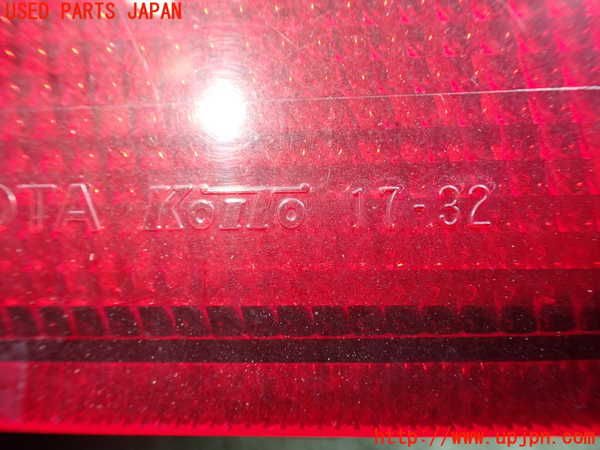 USED PARTS JAPAN
OTA KOITO 17-32
http://www.upjpn.com